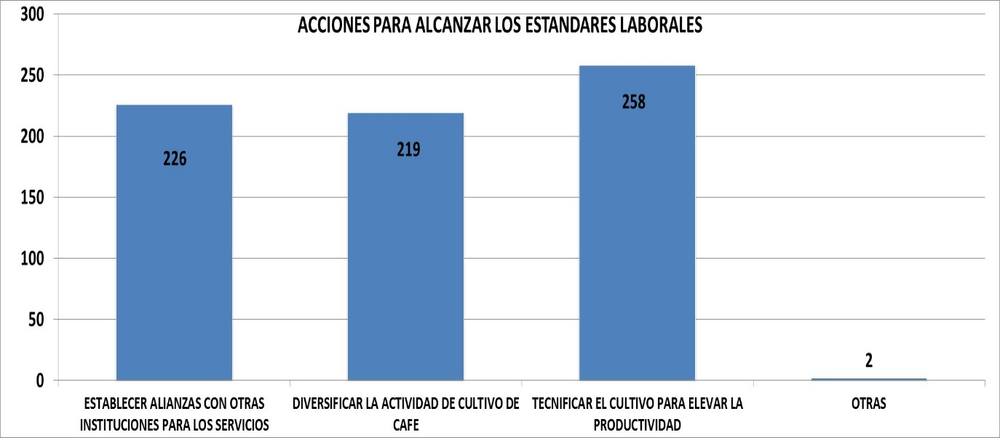 ACCIONES PARA ALCANZAR LOS ESTANDARES LABORALES
300
250
200
150
100
50
0
226
219
258
2
ESTABLECER ALIANZAS CON OTRAS
INSTITUCIONES PARA LOS SERVICIOS
DIVERSIFICAR LA ACTIVIDAD DE CULTIVO DE
CAFE
TECNIFICAR EL CULTIVO PARA ELEVAR LA
PRODUCTIVIDAD
OTRAS